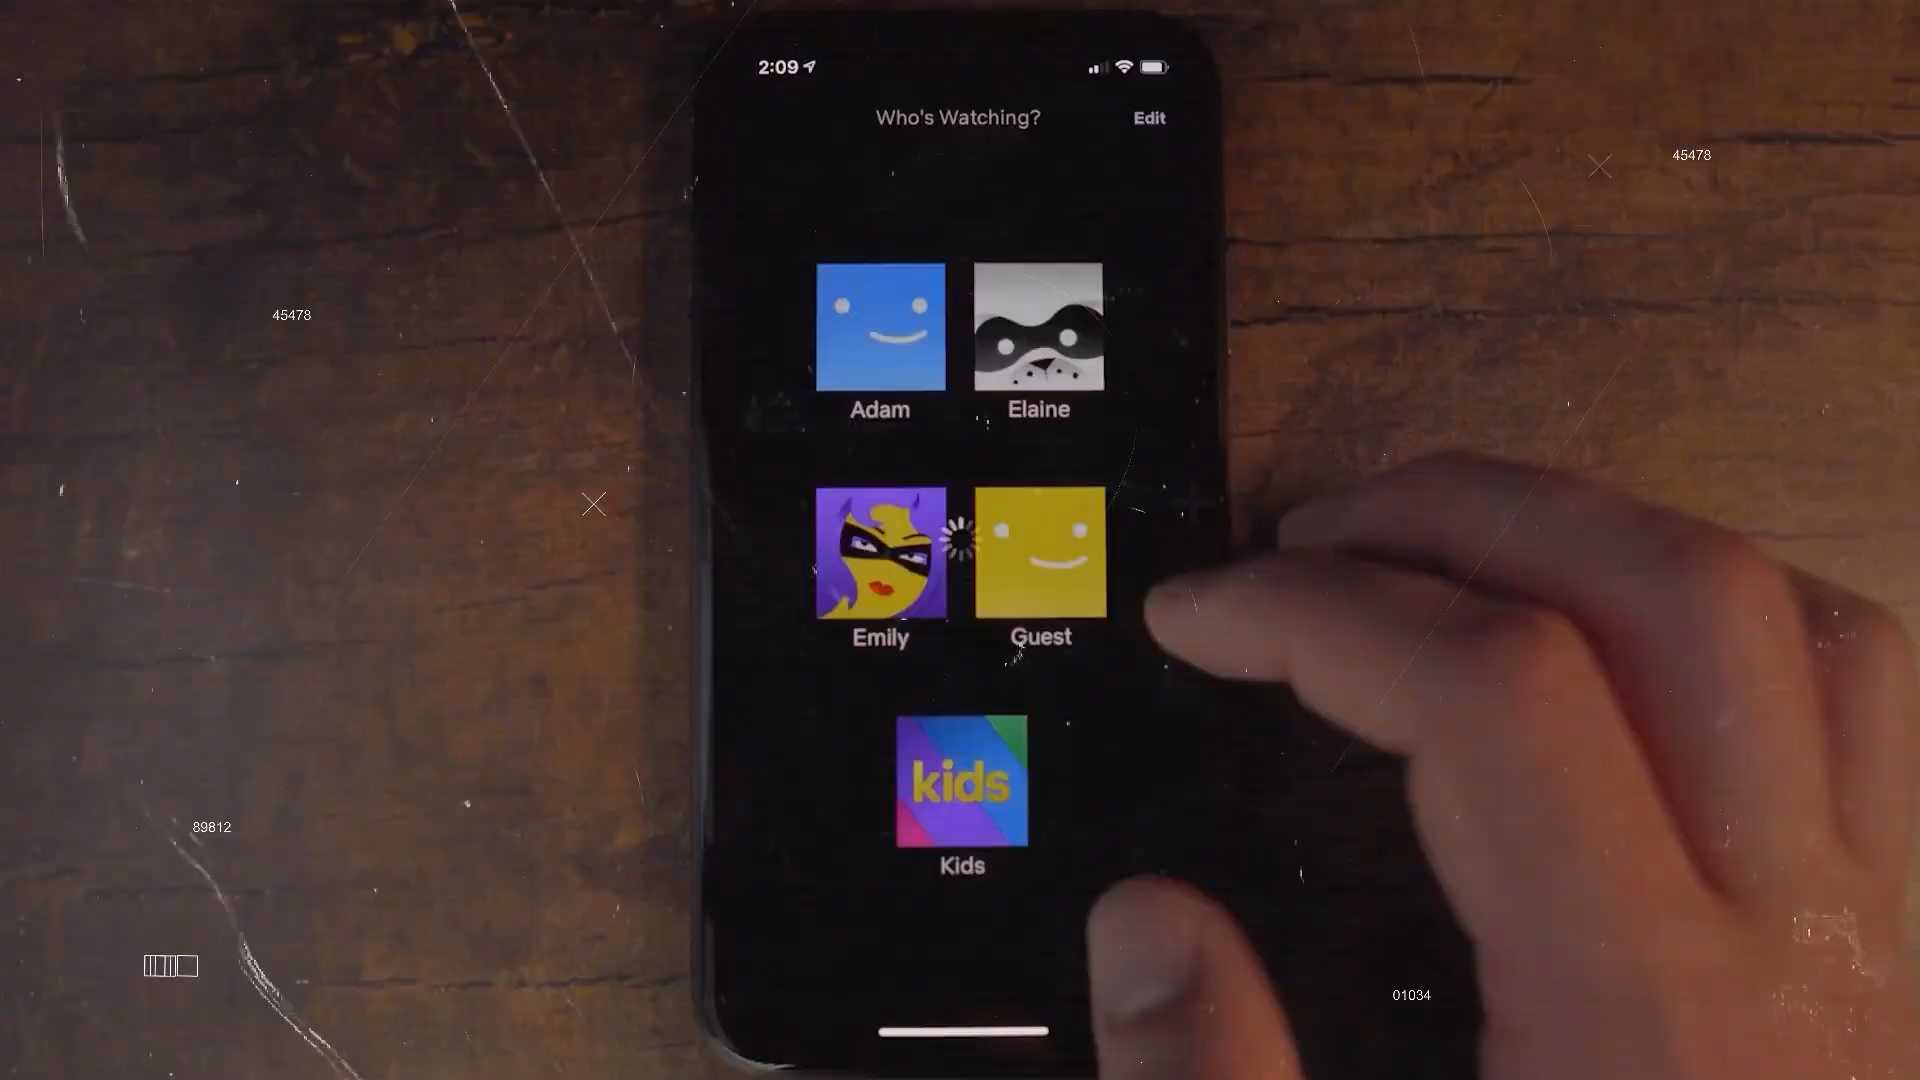 2:09
Who's Watching?
Edit
45478
45478
Adam
Elaine
Emily
Guest
kids
Kids
89812
01034